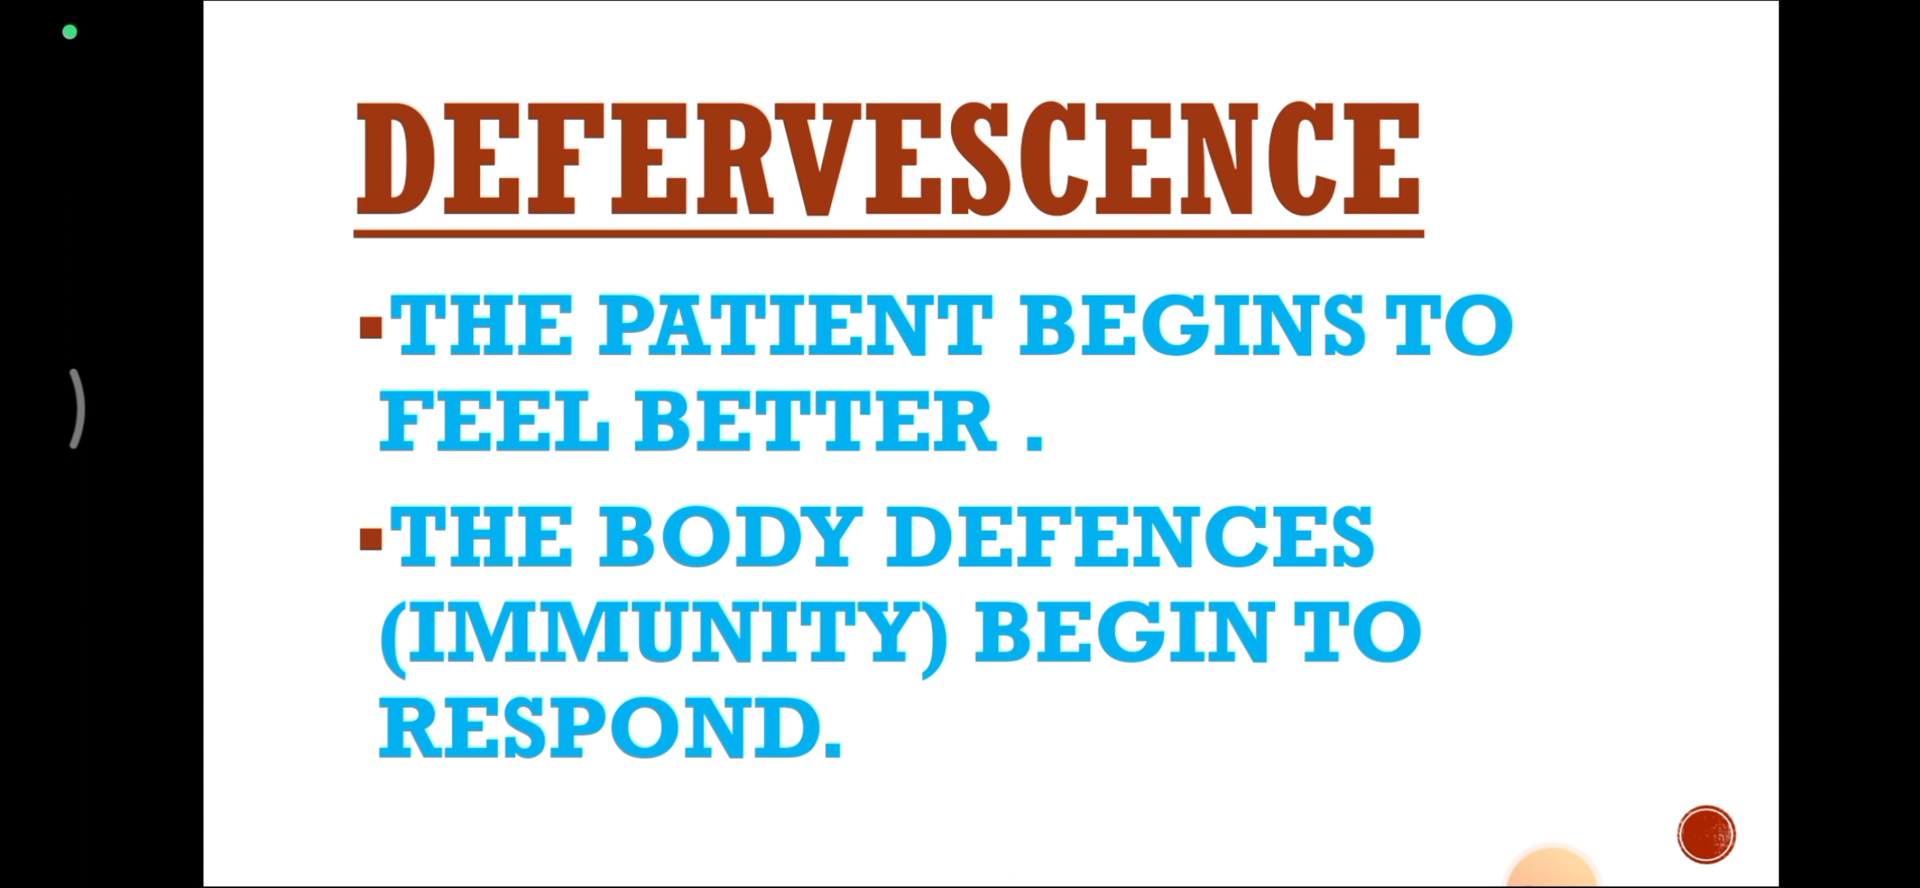 DEFERVESCENCE
▪THE PATIENT BEGINS TO
FEEL BETTER .
▪THE BODY DEFENCES
(IMMUNITY) BEGIN TO
RESPOND.